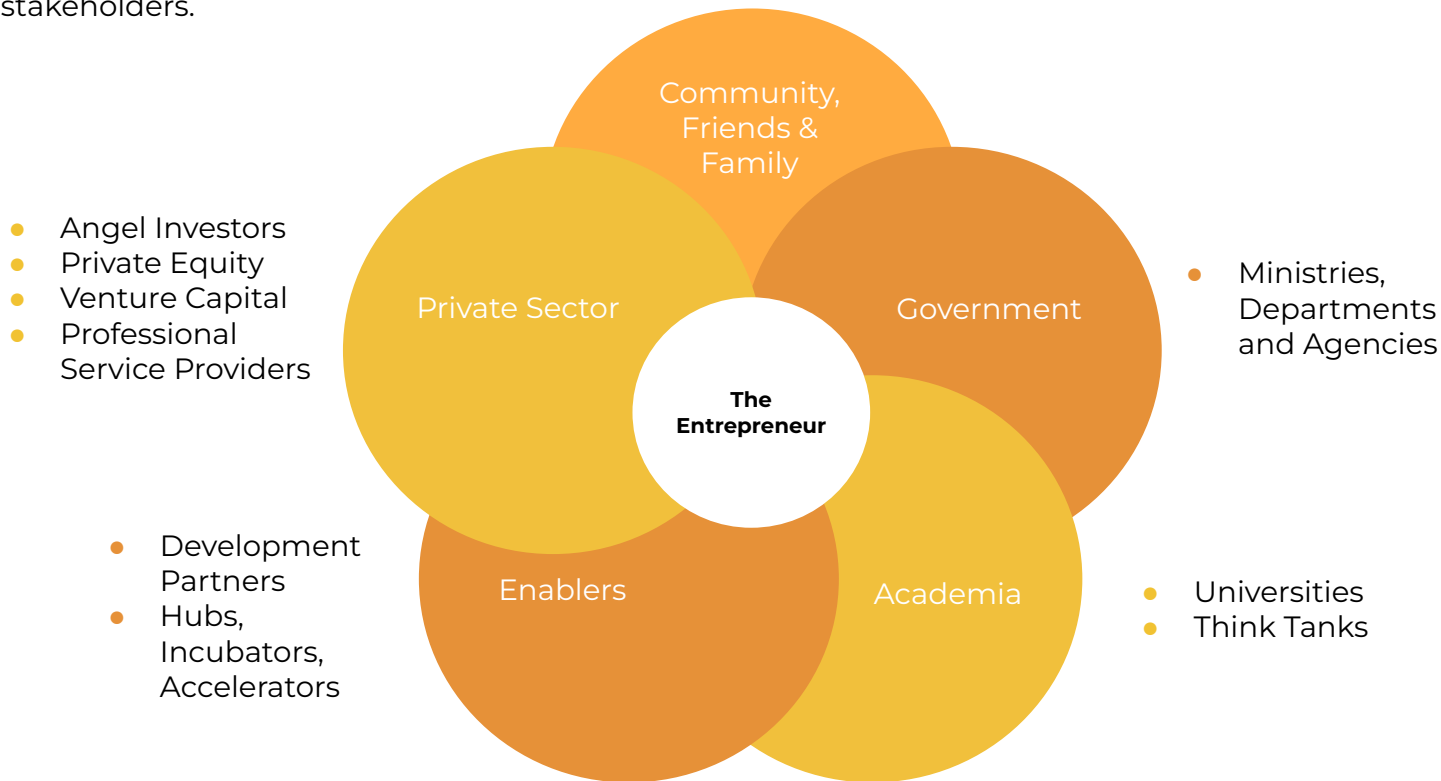 stakeholders.
Community,
Friends &
Family
Angel Investors
Private Equity
Venture Capital
Professional
Service Providers
Private Sector
Government
Ministries,
Departments
and Agencies
The
Entrepreneur
Development
Partners
Hubs,
Incubators,
Accelerators
Enablers
Academia
Universities
Think Tanks